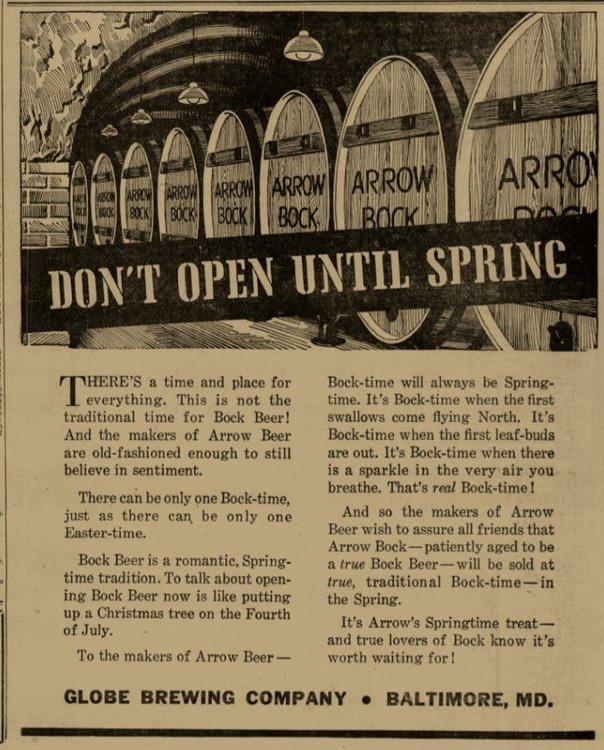 ARROW BOCK
ARROW BOCK
ARROW BOCK
ARROW BOCK
ARROW BOCK
ARROW BOCK
ARROW BOCK
ARROW BOCK
DON'T OPEN UNTIL SPRING
THERE'S a time and place for
everything. This is not the
traditional time for Bock Beer!
And the makers of Arrow Beer
are old-fashioned enough to still
believe in sentiment.
There can be only one Bock-time,
just as there can be only one
Easter-time.
Bock Beer is a romantic, Spring-
time tradition. To talk about open-
ing Bock Beer now is like putting
up a Christmas tree on the Fourth
of July.
To the makers of Arrow Beer—
Bock-time will always be Spring-
time. It's Bock-time when the first
swallows come flying North. It's
Bock-time when the first leaf-buds
are out. It's Bock-time when there
is a sparkle in the very air you
breathe. That's real Bock-time!
And so the makers of Arrow
Beer wish to assure all friends that
Arrow Bock—patiently aged to be
a true Bock Beer—will be sold at
true, traditional Bock-time—in
the Spring.
It's Arrow's Springtime treat—
and true lovers of Bock know it's
worth waiting for!
GLOBE BREWING COMPANY • BALTIMORE, MD.